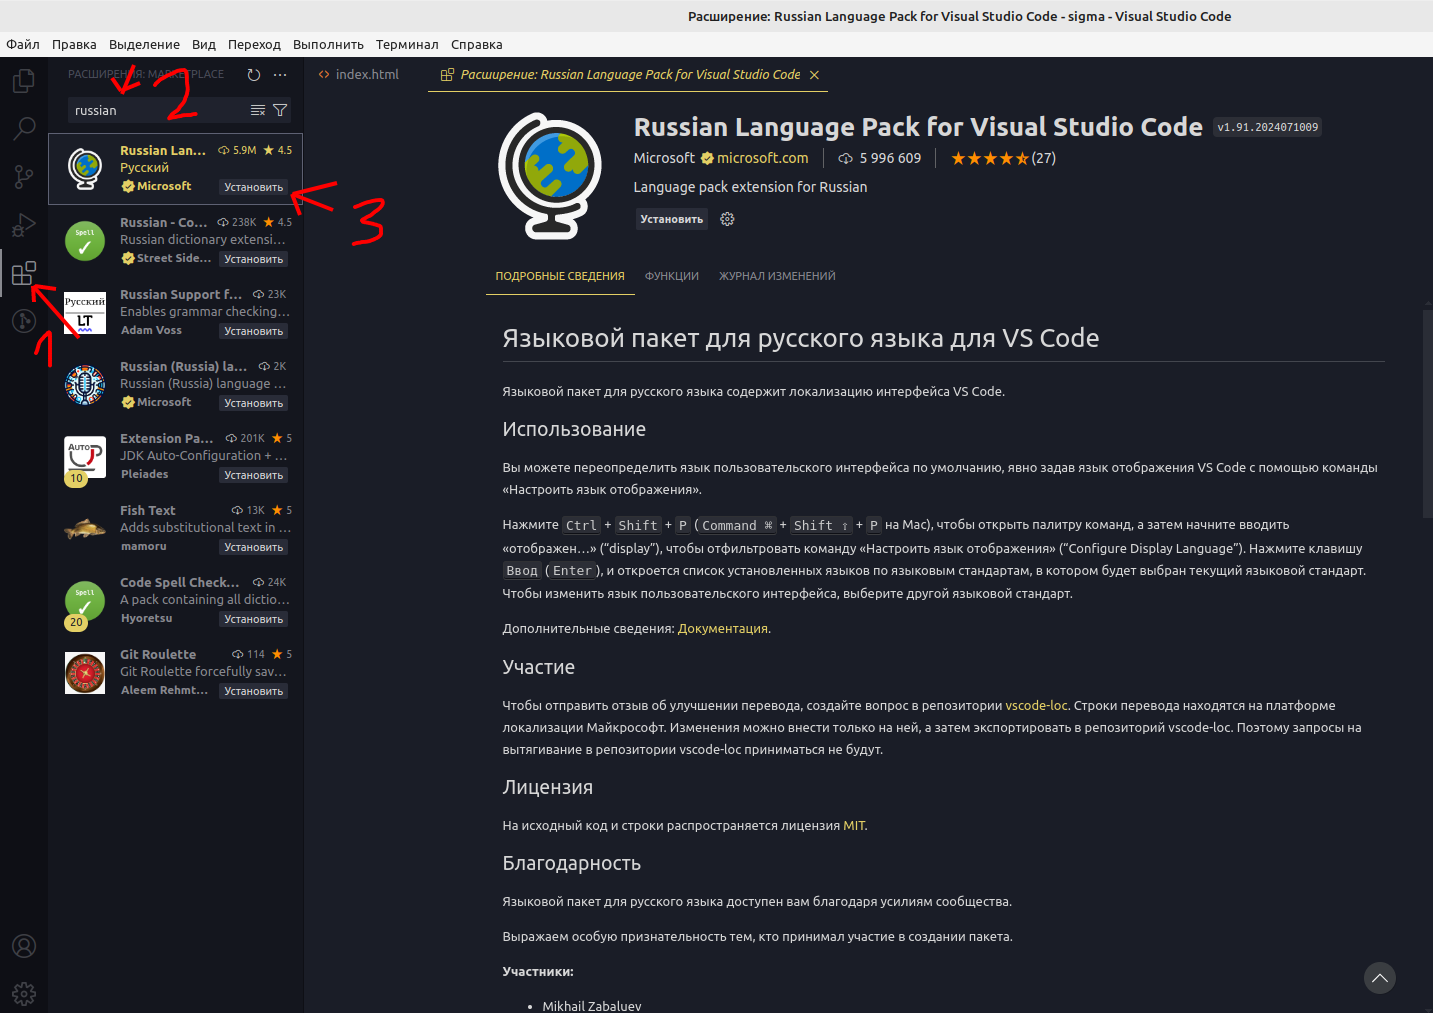 Расширение: Russian Language Pack for Visual Studio Code - sigma - Visual Studio Code
Файл Правка Выделение Вид Переход Выполнить Терминал Справка
РАСШИРЕНИЯ: MARKETPLACE
2
russian
Russian Lan... 5.9M 4.5
Русский
Microsoft Установить
3
Spell
Russian - Co... 238K 4.5
Russian dictionary extensi...
Street Side... Установить
Русский
LT
Russian Support f... 23K
Enables grammar checking...
Adam Voss Установить
1
Russian (Russia) la... 2K
Russian (Russia) language ...
Microsoft Установить
AUTO
10
Extension Pa... 201K 5
JDK Auto-Configuration + ...
Pleiades Установить
Fish Text 13K 5
Adds substitutional text in ...
mamoru Установить
Spell
20
Code Spell Check... 24K
A pack containing all dictio...
Hyoretsu Установить
Git Roulette 114 5
Git Roulette forcefully sav...
Aleem Rehmt... Установить
index.html Расширение: Russian Language Pack for Visual Studio Code
Russian Language Pack for Visual Studio Code v1.91.2024071009
Microsoft microsoft.com 5 996 609 (27)
Language pack extension for Russian
Установить
ПОДРОБНЫЕ СВЕДЕНИЯ ФУНКЦИИ ЖУРНАЛ ИЗМЕНЕНИЙ
Языковой пакет для русского языка для VS Code
Языковой пакет для русского языка содержит локализацию интерфейса VS Code.
Использование
Вы можете переопределить язык пользовательского интерфейса по умолчанию, явно задав язык отображения VS Code с помощью команды
«Настроить язык отображения».
Нажмите Ctrl + Shift + P (Command ⌘ + Shift ⇧ + P на Mac), чтобы открыть палитру команд, а затем начните вводить
«отображен...» (“display”), чтобы отфильтровать команду «Настроить язык отображения» (“Configure Display Language”). Нажмите клавишу
Ввод (Enter), и откроется список установленных языков по языковым стандартам, в котором будет выбран текущий языковой стандарт.
Чтобы изменить язык пользовательского интерфейса, выберите другой языковой стандарт.
Дополнительные сведения: Документация.
Участие
Чтобы отправить отзыв об улучшении перевода, создайте вопрос в репозитории vscode-loc. Строки перевода находятся на платформе
локализации Майкрософт. Изменения можно внести только на ней, а затем экспортировать в репозиторий vscode-loc. Поэтому запросы на
вытягивание в репозитории vscode-loc приниматься не будут.
Лицензия
На исходный код и строки распространяется лицензия MIT.
Благодарность
Языковой пакет для русского языка доступен вам благодаря усилиям сообщества.
Выражаем особую признательность тем, кто принимал участие в создании пакета.
Участники:
• Mikhail Zabaluev